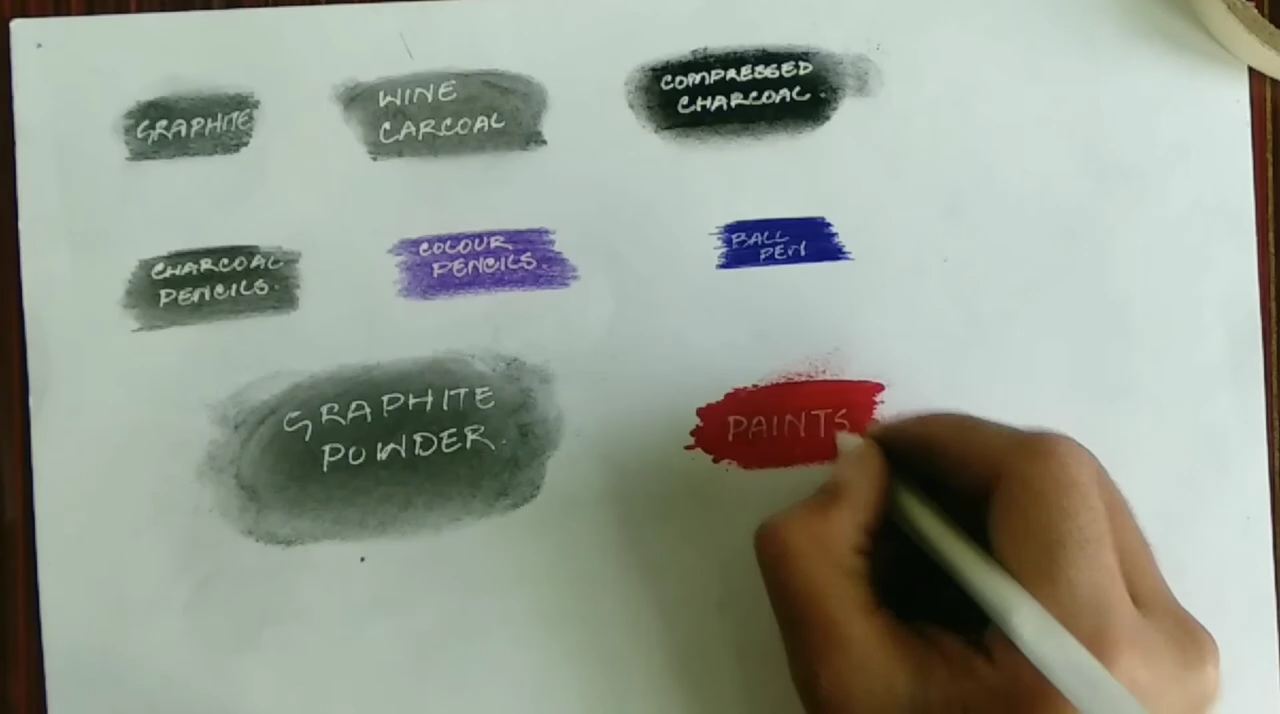 GRAPHITE
WINE
CARCOAL
COMPRESSED
CHARCOAL.
CHARCOAL
PENCILS.
COLOUR
PENCILS.
BALL
PEN
GRAPHITE
POWDER.
PAINTS